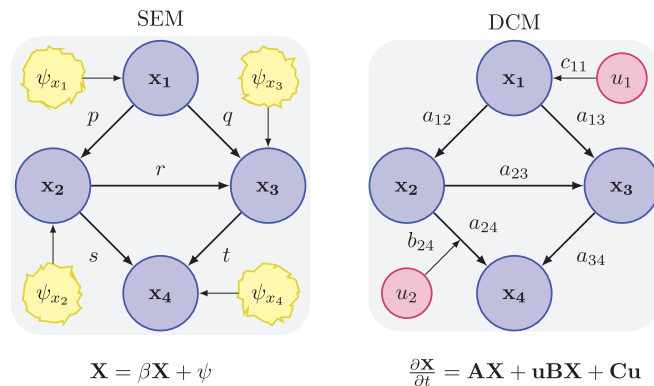 SEM
ψx₁
x₁
ψx₃
p
q
x₂
r
x₃
s
t
ψx₂
x₄
ψx₄
X = βX + ψ
DCM
x₁
c₁₁
u₁
a₁₂
a₁₃
x₂
a₂₃
x₃
b₂₄
a₂₄
a₃₄
u₂
x₄
∂X/∂t = AX + uBX + Cu